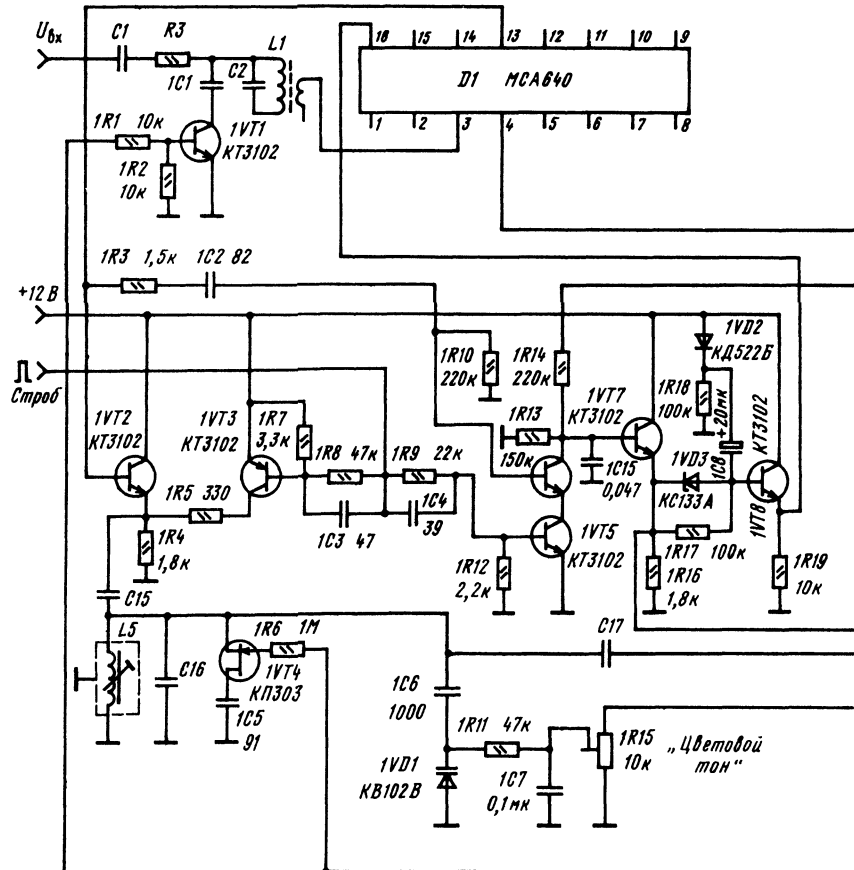 Uвх
C1
R3
1C1
C2
L1
16 15 14 13 12 11 10 9
D1 MCA640
1 2 3 4 5 6 7 8
1R1 10к
1VT1
КТ3102
1R2
10к
1R3 1,5к
1C2 82
+12В
Строб
1VT2
КТ3102
1VT3
КТ3102
1R7
3,3к
1R8 47к
1R9 22к
1R10
220к
1R14
220к
1R13
150к
1VT7
КТ3102
1C15
0,047
1VD2
КД522Б
1R18
100к
+20мк
1C8
КТ3102
1VT8
1VD3
КС133А
1R5 330
1R4
1,8к
1C3 47
1C4
39
1R12
2,2к
1VT5
КТ3102
1R17 100к
1R16
1,8к
1R19
10к
C15
L5
C16
1R6 1М
1VT4
КП303
1C5
91
C17
1C6
1000
1R11 47к
1VD1
КВ102В
1C7
0,1мк
1R15
10к
„Цветовой
тон“